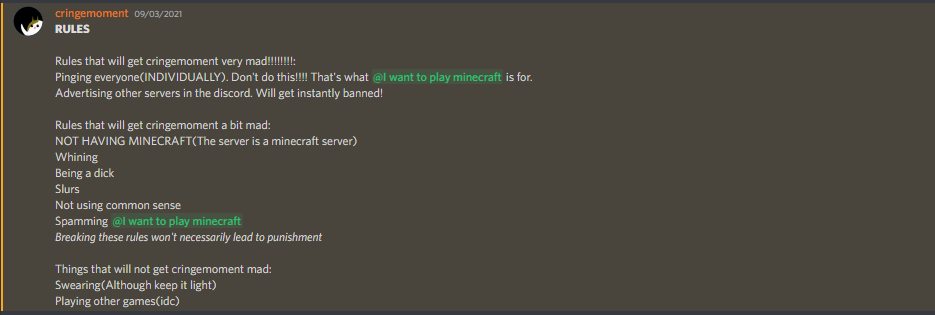 cringemoment 09/03/2021
RULES
Rules that will get cringemoment very mad!!!!!!!!:
Pinging everyone(INDIVIDUALLY). Don't do this!!!! That's what @I want to play minecraft is for.
Advertising other servers in the discord. Will get instantly banned!
Rules that will get cringemoment a bit mad:
NOT HAVING MINECRAFT(The server is a minecraft server)
Whining
Being a dick
Slurs
Not using common sense
Spamming @I want to play minecraft
Breaking these rules won't necessarily lead to punishment
Things that will not get cringemoment mad:
Swearing(Although keep it light)
Playing other games(idc)